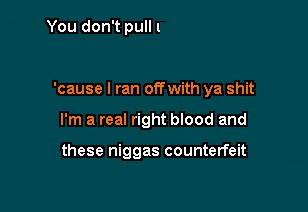 You don't pull
'cause I ran off with ya shit
I'm a real right blood and
these niggas counterfeit